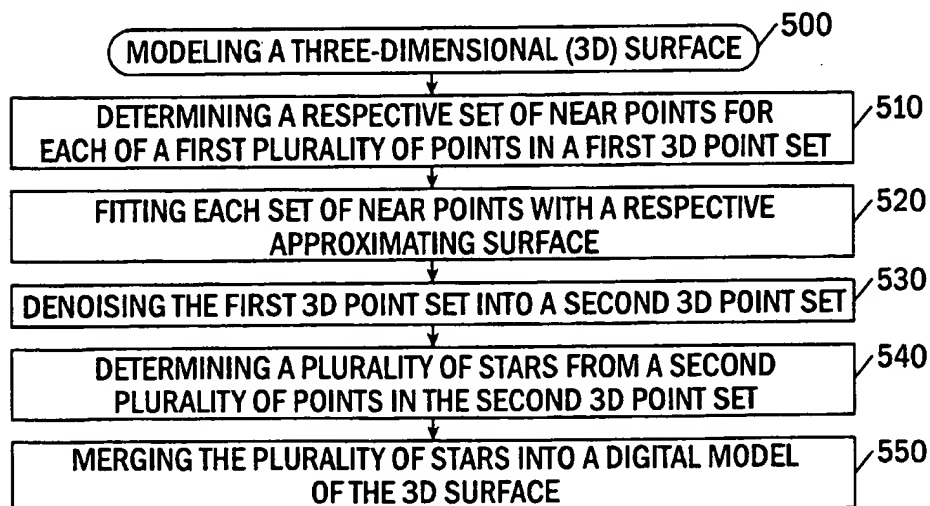 MODELING A THREE-DIMENSIONAL (3D) SURFACE
500
DETERMINING A RESPECTIVE SET OF NEAR POINTS FOR
EACH OF A FIRST PLURALITY OF POINTS IN A FIRST 3D POINT SET
510
FITTING EACH SET OF NEAR POINTS WITH A RESPECTIVE
APPROXIMATING SURFACE
520
DENOISING THE FIRST 3D POINT SET INTO A SECOND 3D POINT SET
530
DETERMINING A PLURALITY OF STARS FROM A SECOND
PLURALITY OF POINTS IN THE SECOND 3D POINT SET
540
MERGING THE PLURALITY OF STARS INTO A DIGITAL MODEL
OF THE 3D SURFACE
550